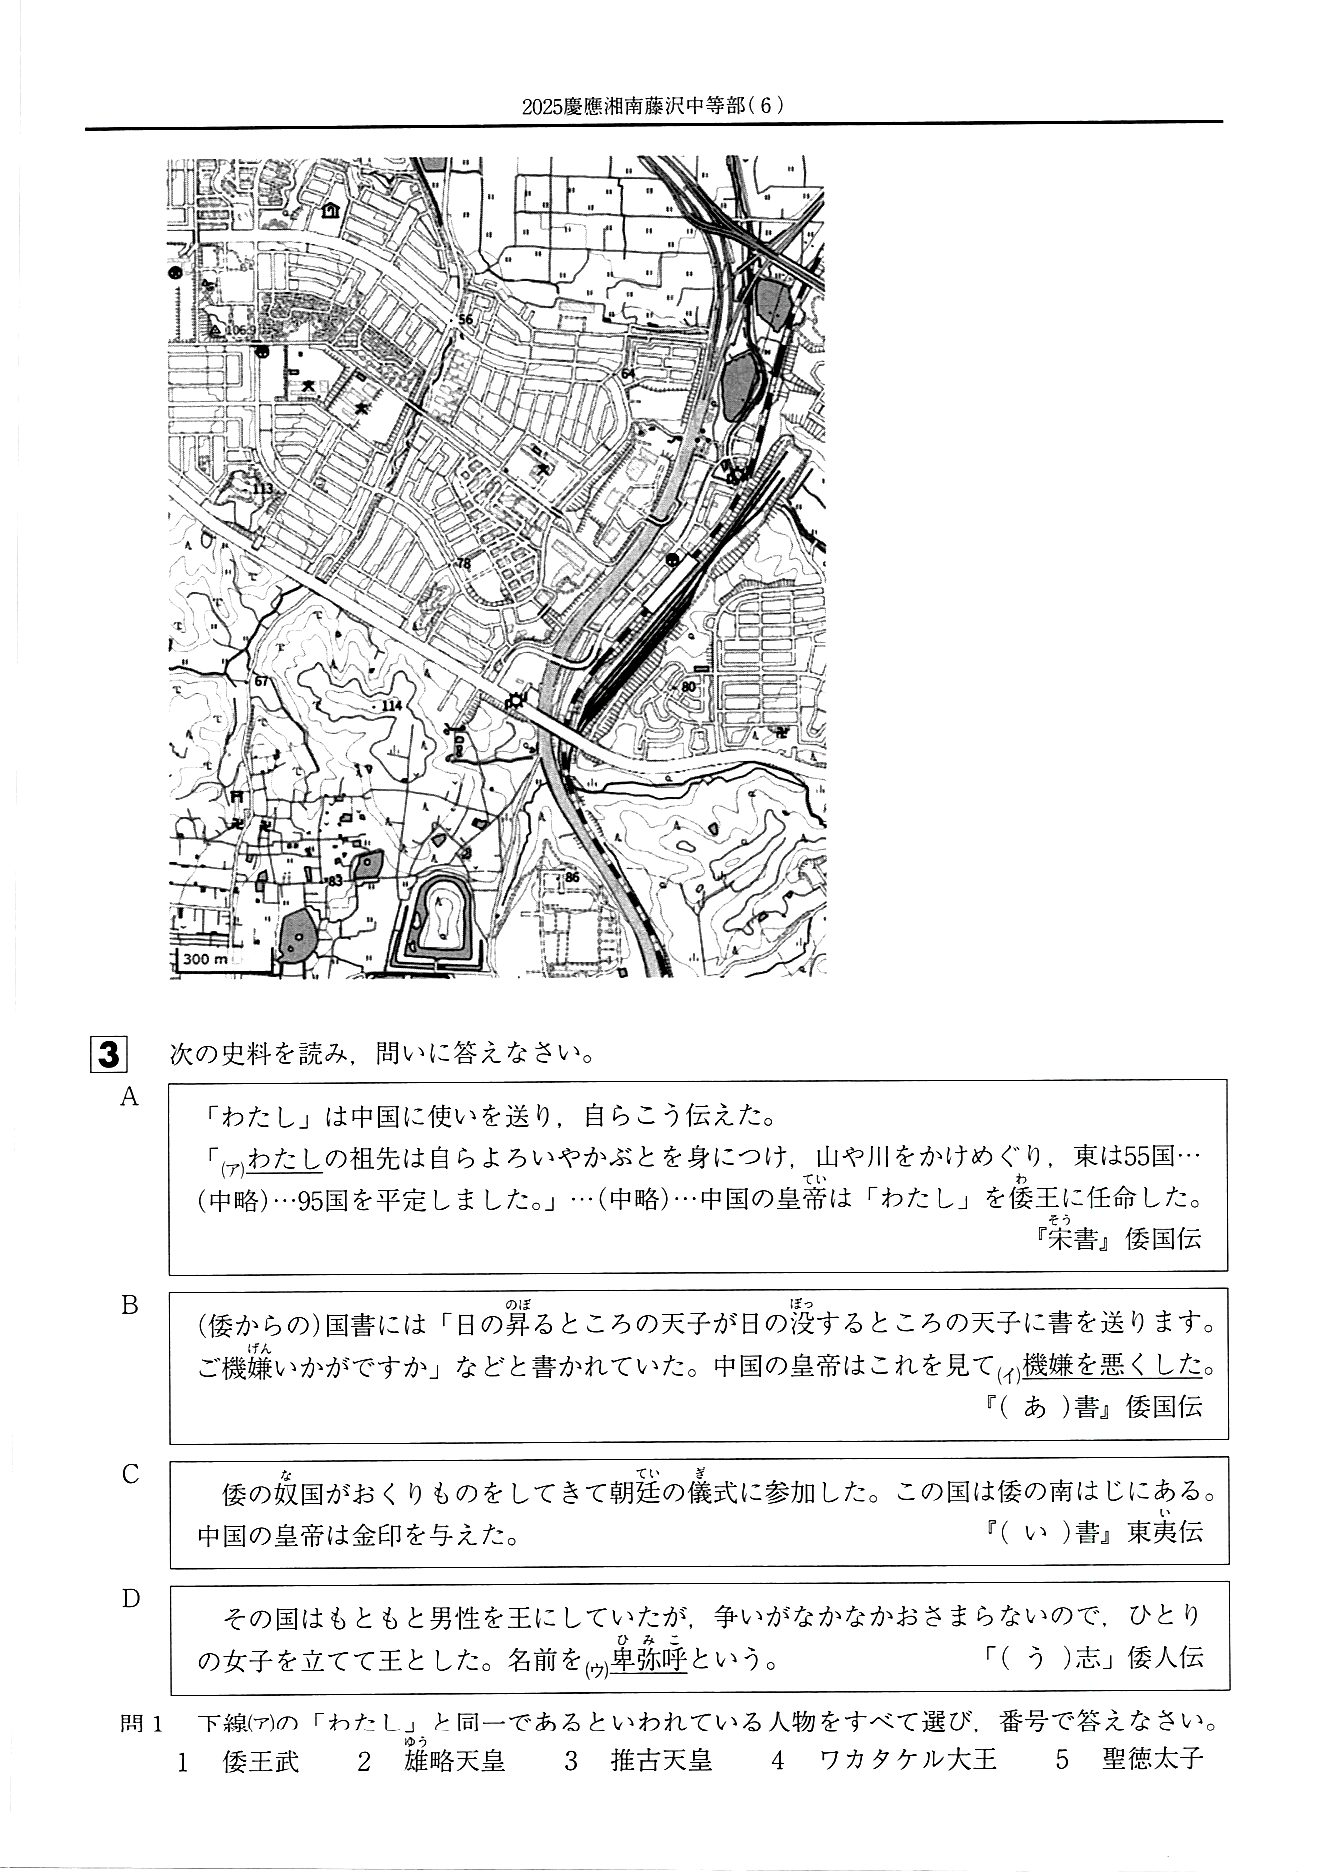 2025慶應湘南藤沢中等部(6)
106.9
56
64
113
78
67
114
80
83
86
300 m
3 次の史料を読み，問いに答えなさい。
A
「わたし」は中国に使いを送り，自らこう伝えた。
「(ア)わたしの祖先は自らよろいやかぶとを身につけ，山や川をかけめぐり，東は55国…
(中略)…95国を平定しました。」…(中略)…中国の皇帝は「わたし」を倭王に任命した。
『宋書』倭国伝
B
(倭からの)国書には「日の昇るところの天子が日の没するところの天子に書を送ります。
ご機嫌いかがですか」などと書かれていた。中国の皇帝はこれを見て(イ)機嫌を悪くした。
『( あ )書』倭国伝
C
倭の奴国がおくりものをしてきて朝廷の儀式に参加した。この国は倭の南はじにある。
中国の皇帝は金印を与えた。 『( い )書』東夷伝
D
その国はもともと男性を王にしていたが，争いがなかなかおさまらないので，ひとり
の女子を立てて王とした。名前を(ウ)卑弥呼という。 「( う )志」倭人伝
問1 下線(ア)の「わたし」と同一であるといわれている人物をすべて選び，番号で答えなさい。
1 倭王武 2 雄略天皇 3 推古天皇 4 ワカタケル大王 5 聖徳太子